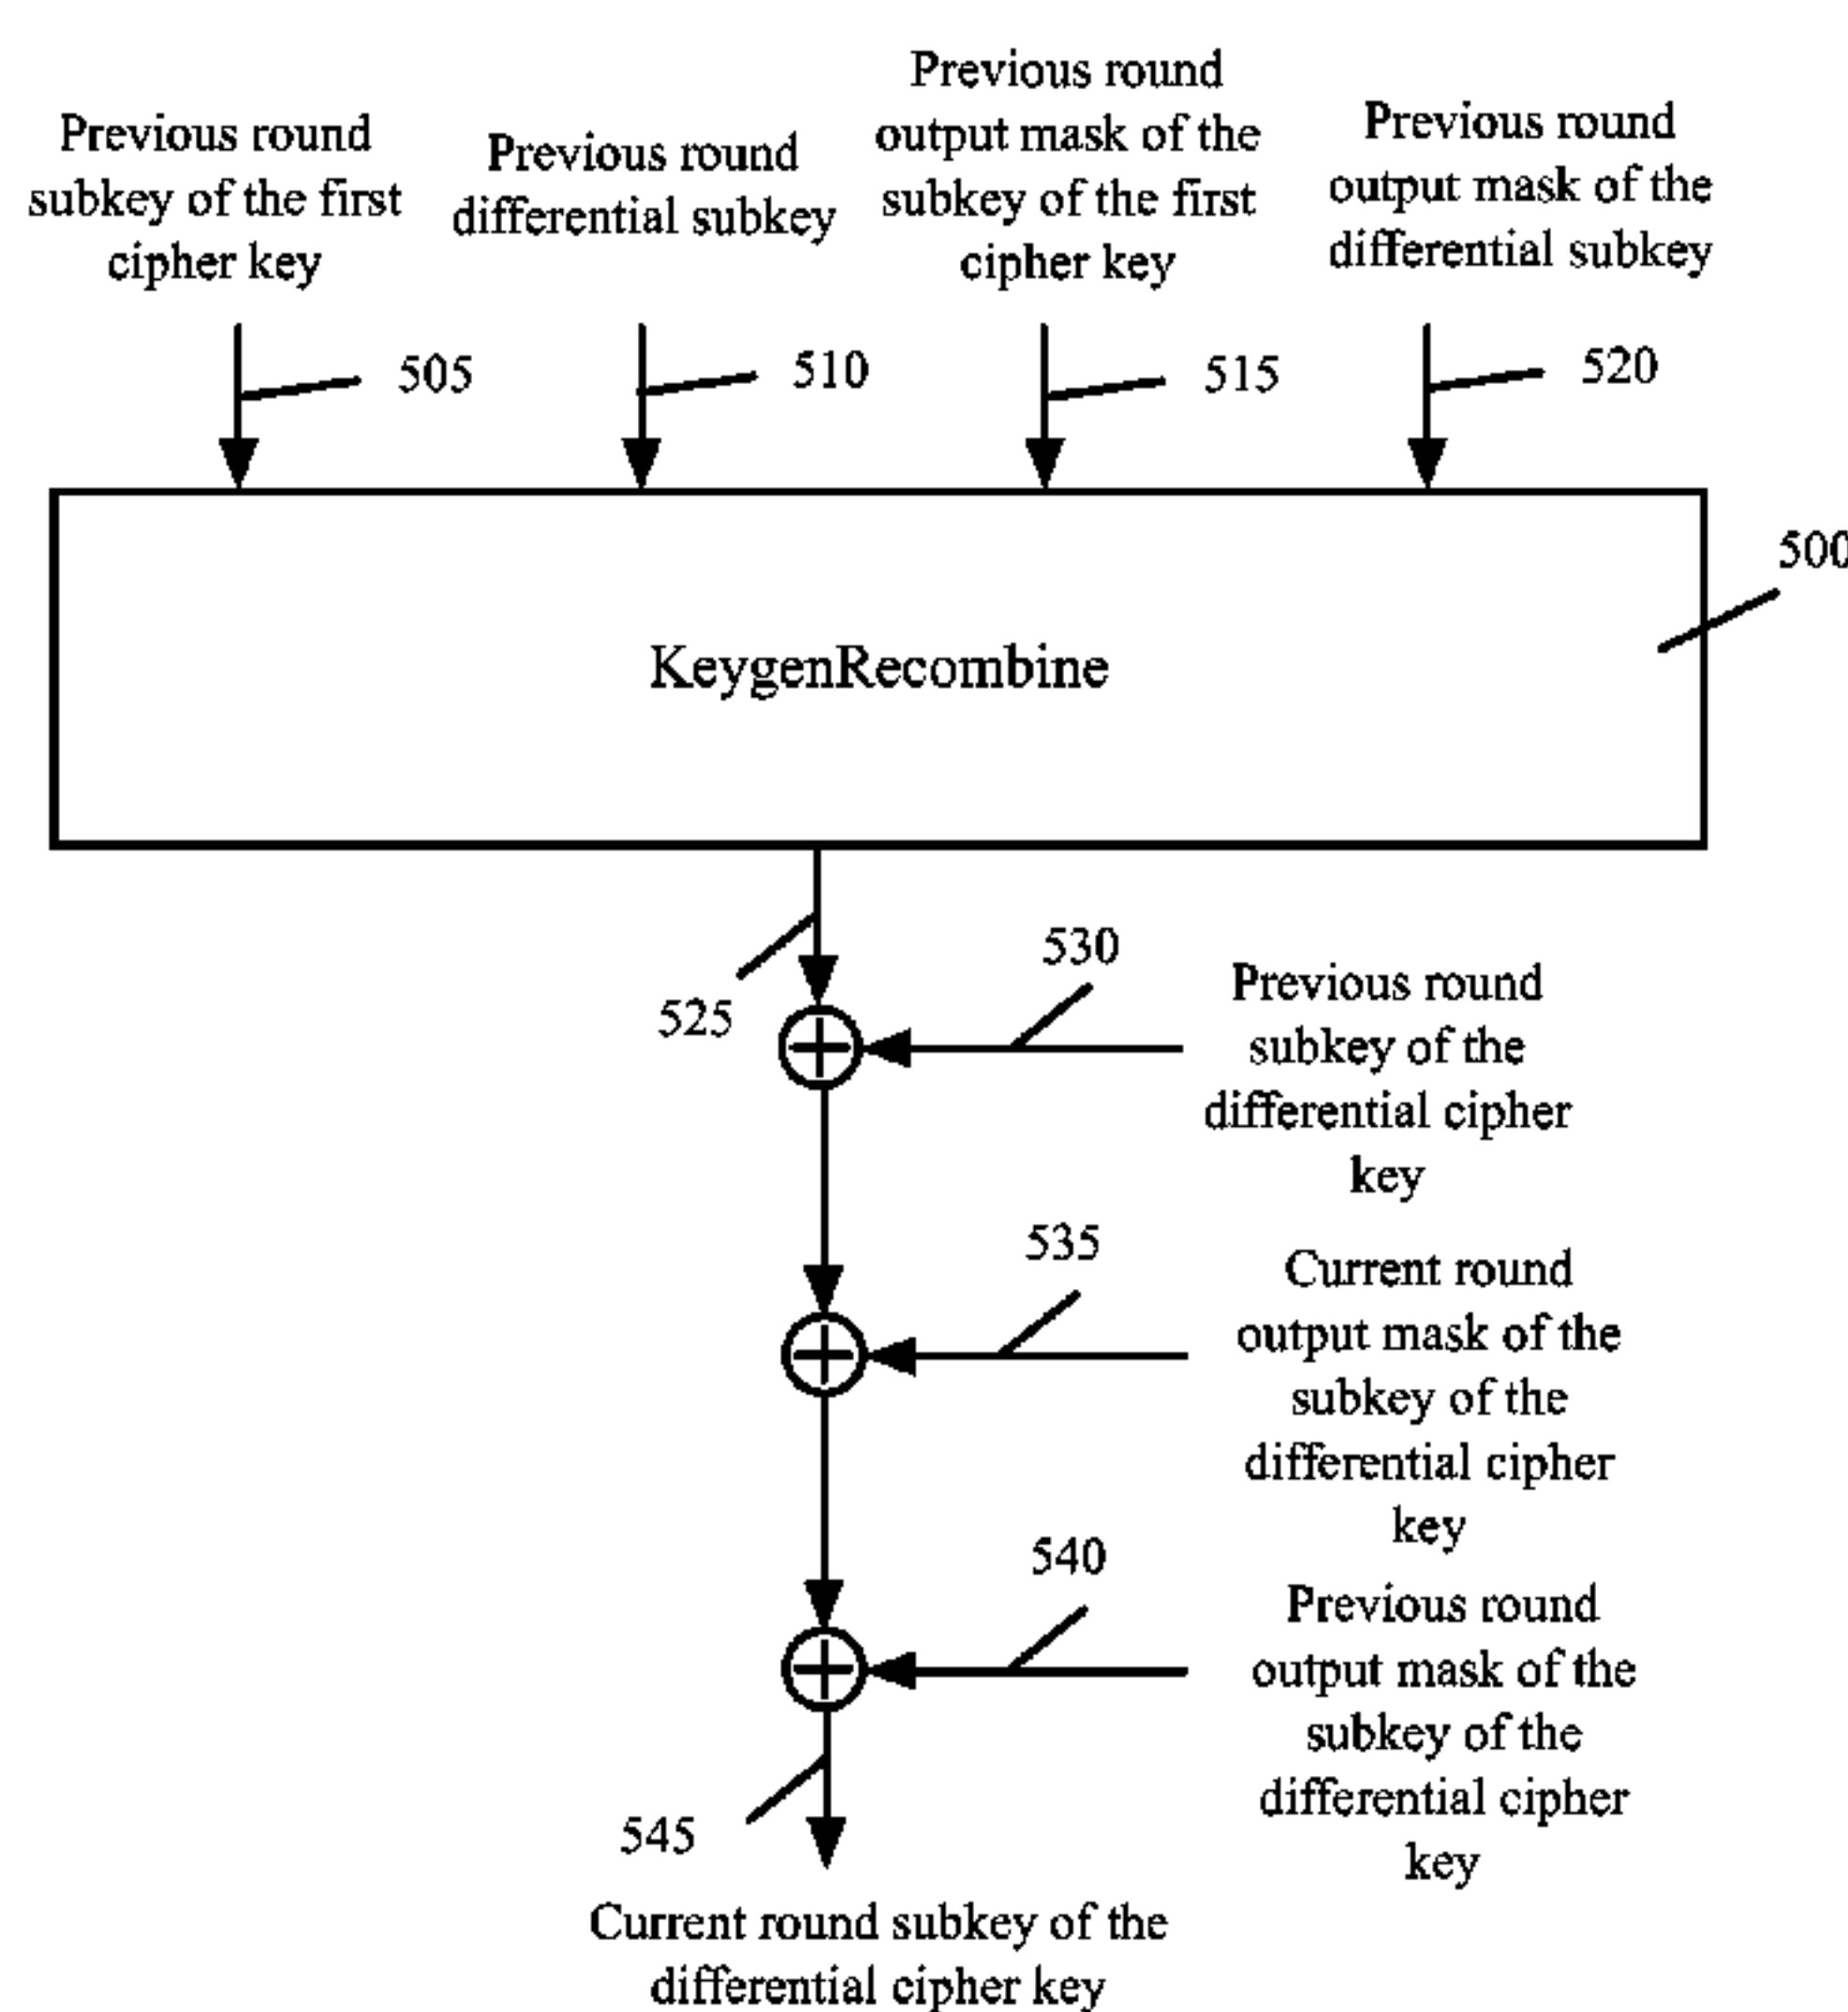 Previous round
subkey of the first
cipher key
Previous round
differential subkey
Previous round
output mask of the
subkey of the first
cipher key
Previous round
output mask of the
differential subkey
505
510
515
520
500
KeygenRecombine
525
530
Previous round
subkey of the
differential cipher
key
535
Current round
output mask of the
subkey of the
differential cipher
key
540
Previous round
output mask of the
subkey of the
differential cipher
key
545
Current round subkey of the
differential cipher key